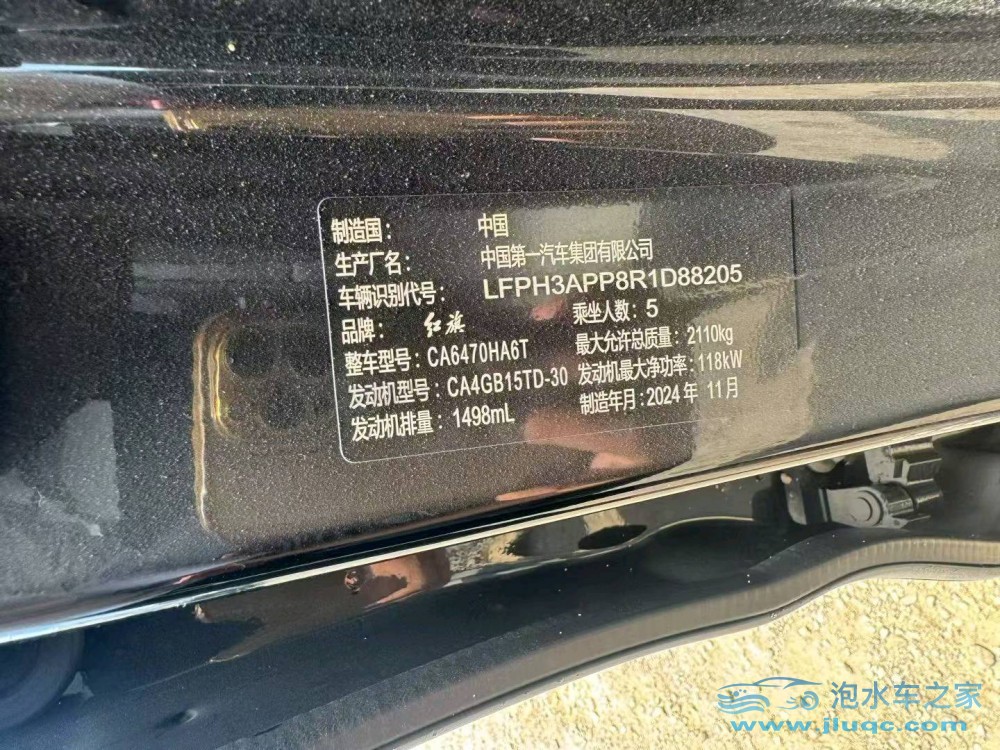 制造国： 中国
生产厂名： 中国第一汽车集团有限公司
车辆识别代号： LFPH3APP8R1D88205
品牌： 红旗 乘坐人数：5
整车型号：CA6470HA6T 最大允许总质量：2110kg
发动机型号：CA4GB15TD-30 发动机最大净功率：118kW
发动机排量：1498mL 制造年月：2024年 11月
泡水车之家
www.jluqc.com